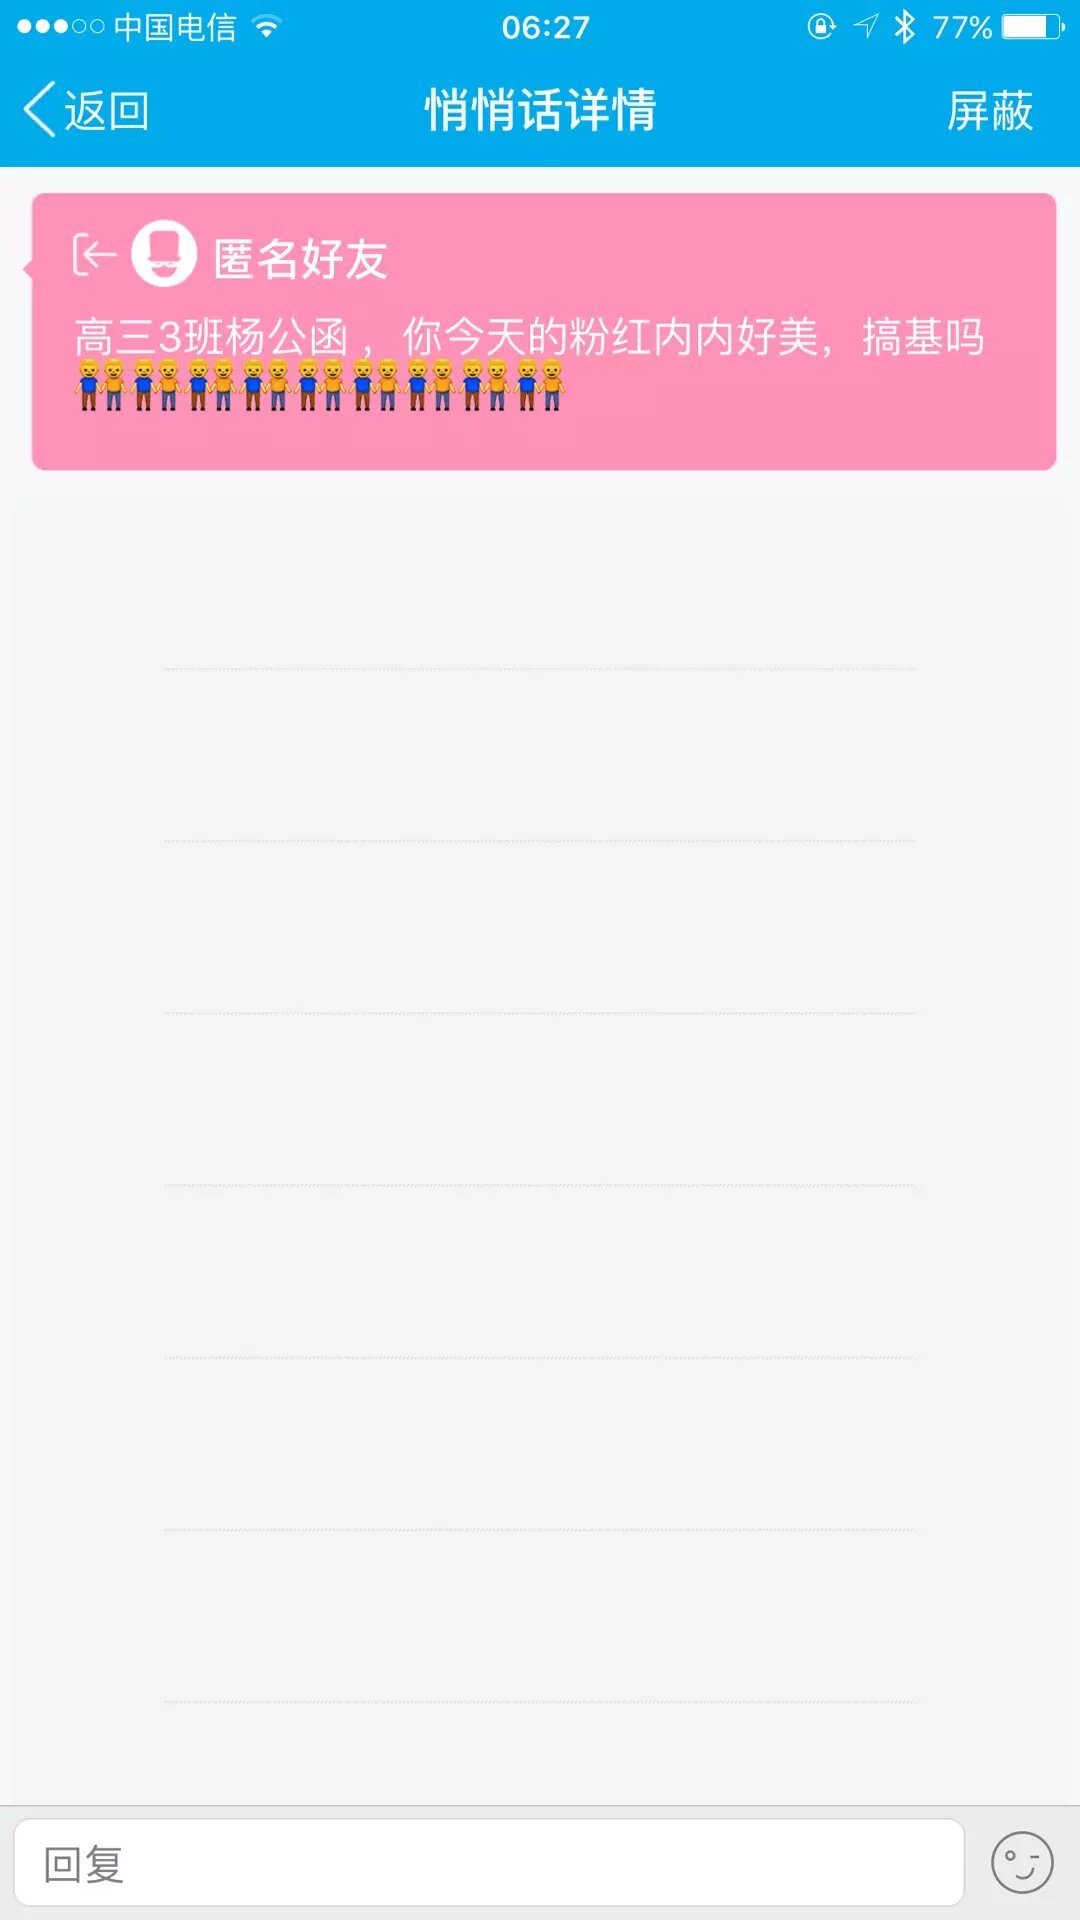 中国电信 06:27 77%
返回 悄悄话详情 屏蔽
匿名好友
高三3班杨公函，你今天的粉红内内好美，搞基吗
👬👬👬👬👬👬👬👬👬
回复